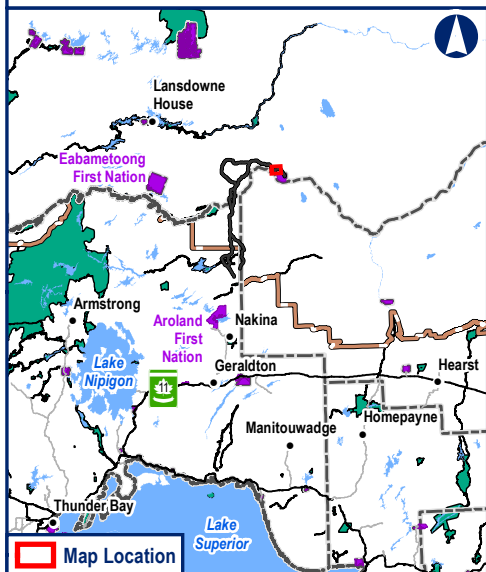 Lansdowne
House
Eabametoong
First Nation
Armstrong
Aroland
First
Nation
Nakina
Lake
Nipigon
Geraldton
11
Hearst
Manitouwadge
Homepayne
Thunder Bay
Lake
Superior
Map Location